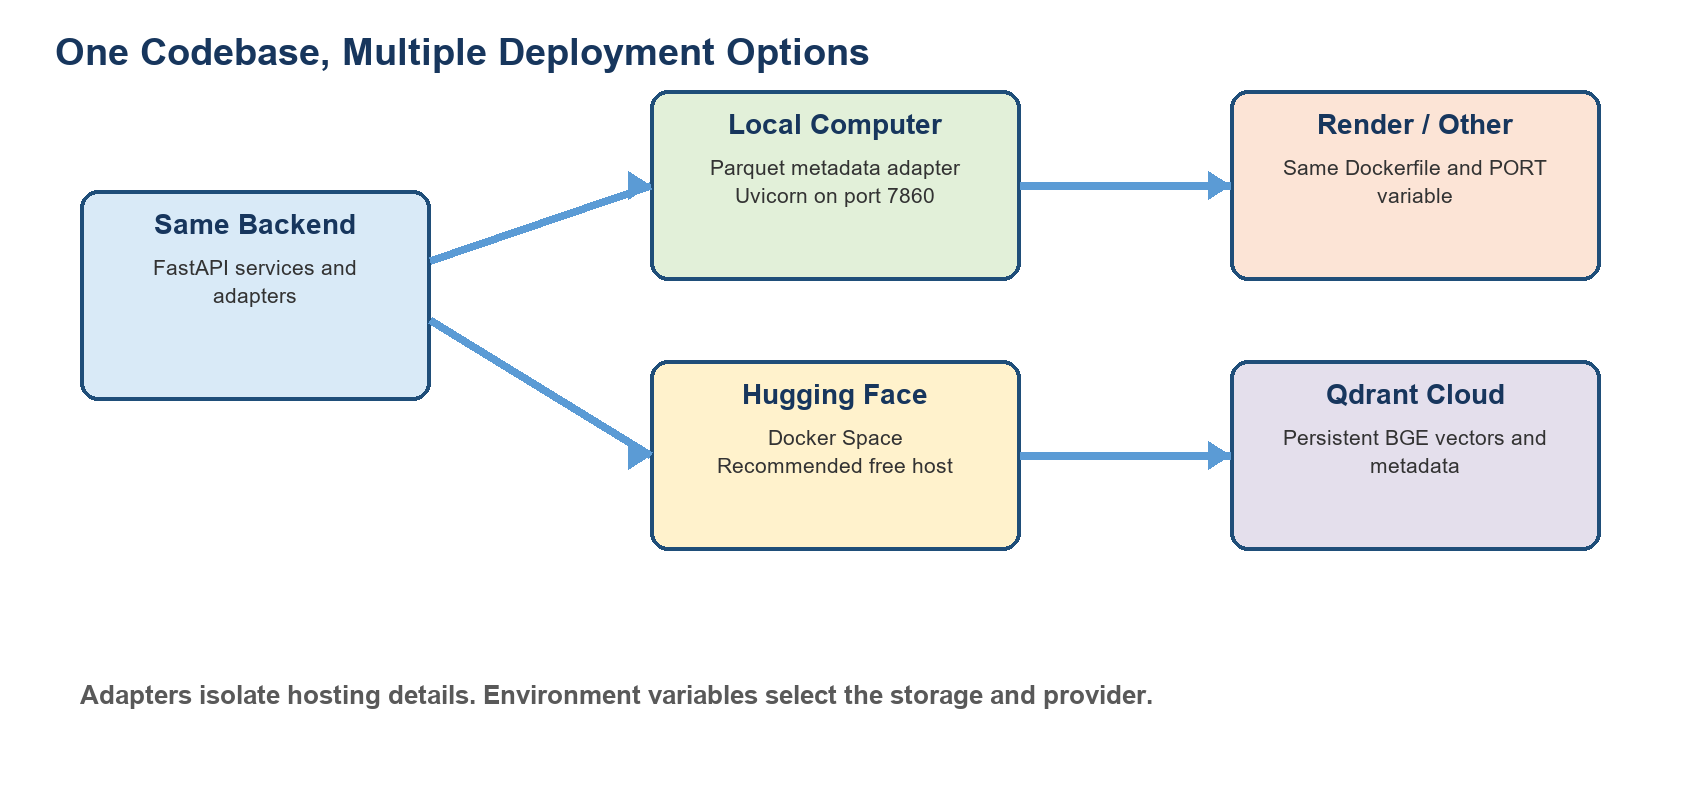 One Codebase, Multiple Deployment Options
Same Backend
FastAPI services and
adapters
Local Computer
Parquet metadata adapter
Uvicorn on port 7860
Render / Other
Same Dockerfile and PORT
variable
Hugging Face
Docker Space
Recommended free host
Qdrant Cloud
Persistent BGE vectors and
metadata
Adapters isolate hosting details. Environment variables select the storage and provider.